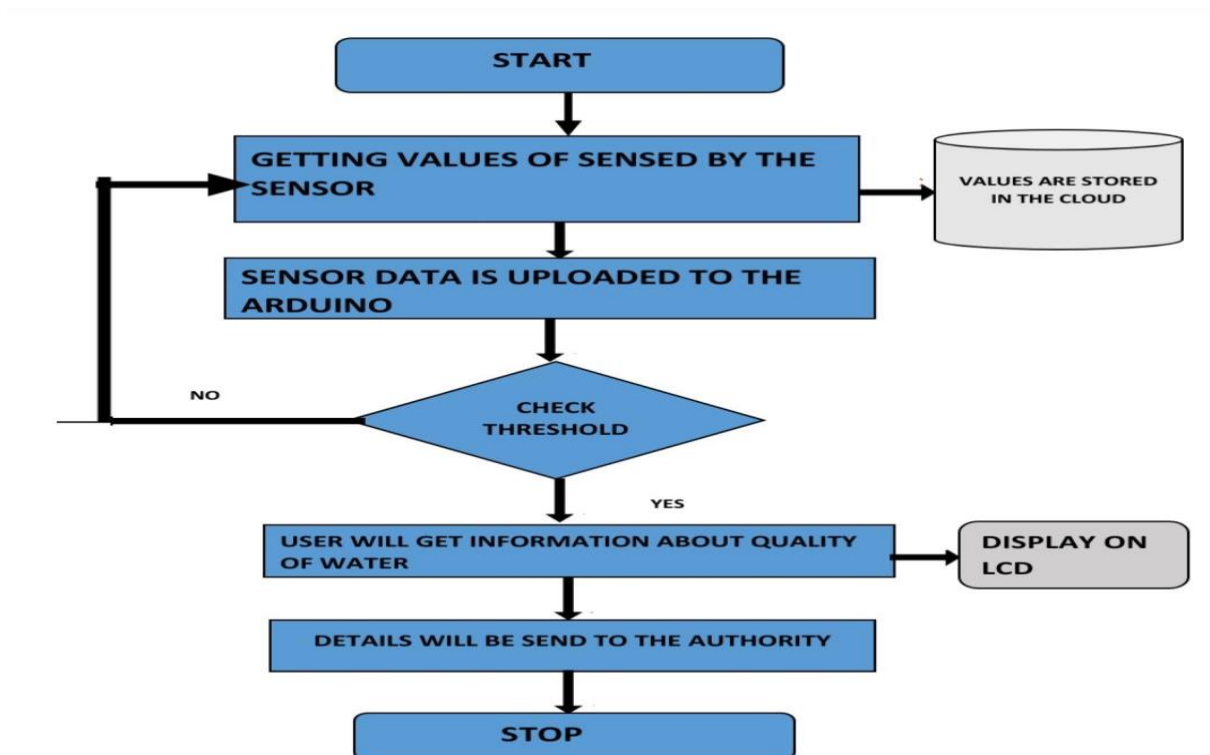 START
GETTING VALUES OF SENSED BY THE
SENSOR
VALUES ARE STORED
IN THE CLOUD
SENSOR DATA IS UPLOADED TO THE
ARDUINO
NO
CHECK
THRESHOLD
YES
USER WILL GET INFORMATION ABOUT QUALITY
OF WATER
DISPLAY ON
LCD
DETAILS WILL BE SEND TO THE AUTHORITY
STOP